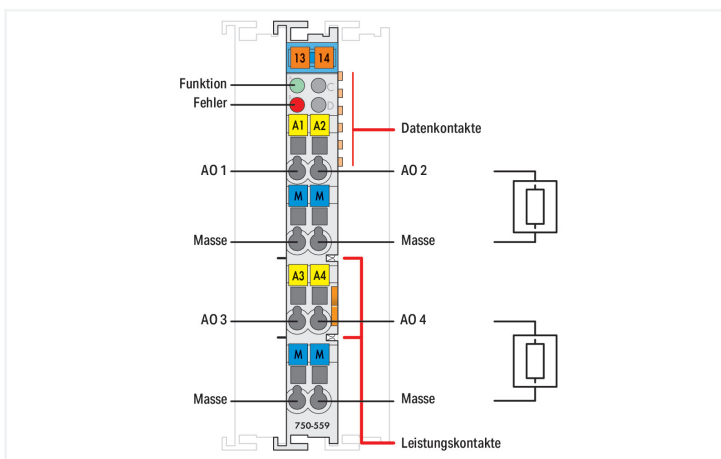 13 14
Funktion
C
Fehler
D
A1 A2
Datenkontakte
AO 1
AO 2
M M
Masse
Masse
A3 A4
AO 3
AO 4
M M
Masse
Masse
750-559
Leistungskontakte